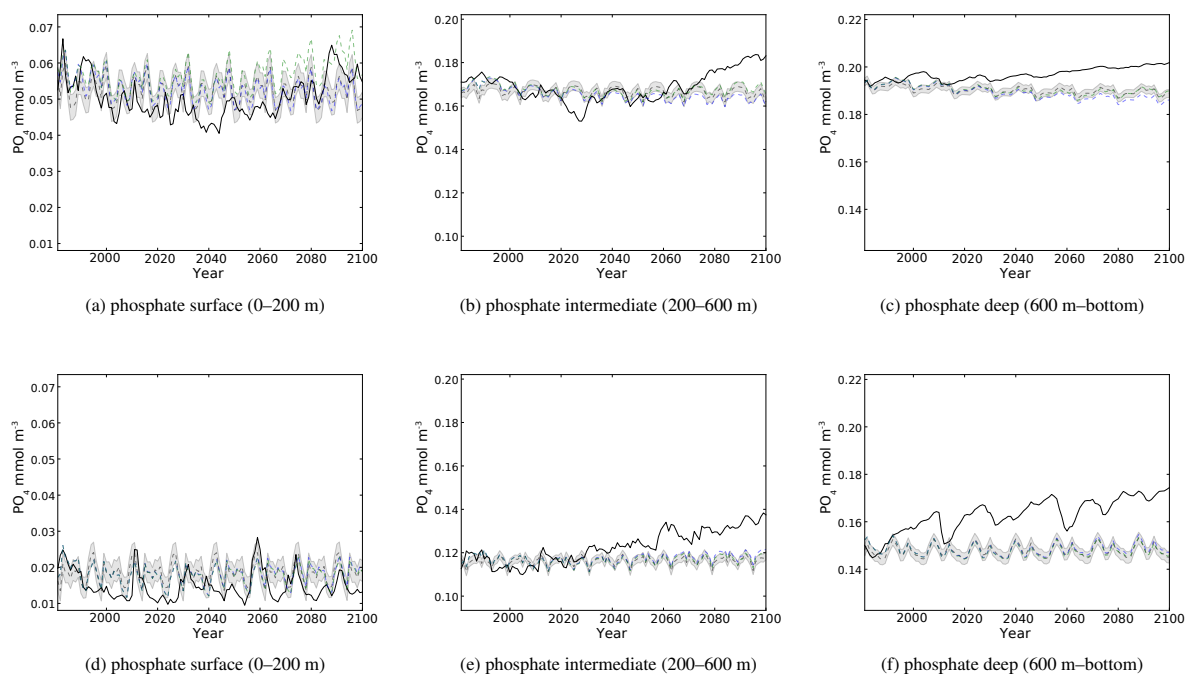 0.07 0.06 0.05 0.04 0.03 0.02 0.01
PO4 mmol m-3
2000 2020 2040 2060 2080 2100
Year
(a) phosphate surface (0–200 m)
0.20 0.18 0.16 0.14 0.12 0.10
PO4 mmol m-3
2000 2020 2040 2060 2080 2100
Year
(b) phosphate intermediate (200–600 m)
0.22 0.20 0.18 0.16 0.14
PO4 mmol m-3
2000 2020 2040 2060 2080 2100
Year
(c) phosphate deep (600 m–bottom)
0.07 0.06 0.05 0.04 0.03 0.02 0.01
PO4 mmol m-3
2000 2020 2040 2060 2080 2100
Year
(d) phosphate surface (0–200 m)
0.20 0.18 0.16 0.14 0.12 0.10
PO4 mmol m-3
2000 2020 2040 2060 2080 2100
Year
(e) phosphate intermediate (200–600 m)
0.22 0.20 0.18 0.16 0.14
PO4 mmol m-3
2000 2020 2040 2060 2080 2100
Year
(f) phosphate deep (600 m–bottom)